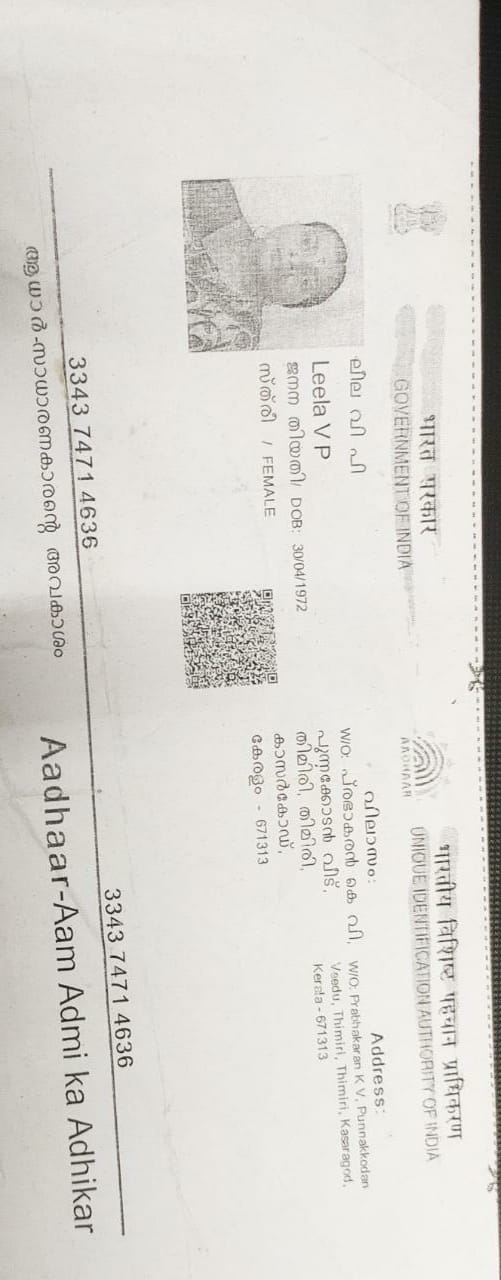 भारत सरकार
GOVERNMENT OF INDIA
ലീല വി പി
Leela V P
ജനന തിയതി/ DOB: 30/04/1972
സ്ത്രീ / FEMALE
3343 7471 4636
ആധാർ-സാധാരണകാരന്റെ അവകാശം
भारतीय विशिष्ट पहचान प्राधिकरण
UNIQUE IDENTIFICATION AUTHORITY OF INDIA
AADHAAR
വിലാസം:
W/O: പ്രഭാകരൻ കെ വി,
പുന്നക്കോടൻ വീട്,
തിമിരി, തിമിരി,
കാസർകോഡ്,
കേരളം - 671313
Address:
W/O: Prabhakaran K V, Punnakkodan
Veedu, Thimiri, Thimiri, Kasaragod,
Kerala - 671313
3343 7471 4636
Aadhaar-Aam Admi ka Adhikar